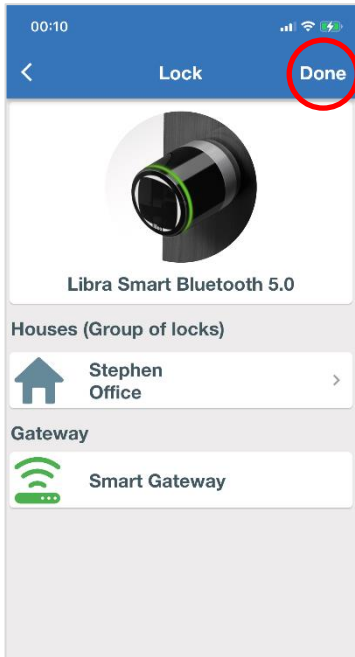 00:10
Lock
Done
Libra Smart Bluetooth 5.0
Houses (Group of locks)
Stephen
Office
Gateway
Smart Gateway